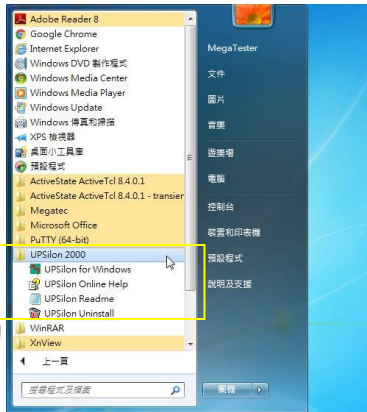 Adobe Reader 8
Google Chrome
Internet Explorer
Windows DVD 製作程式
Windows Media Center
Windows Media Player
Windows Update
Windows 傳真和掃描
XPS 檢視器
桌面小工具庫
預設程式
ActiveState ActiveTcl 8.4.0.1
ActiveState ActiveTcl 8.4.0.1 - transier
Megatec
Microsoft Office
PuTTY (64-bit)
UPSilon 2000
UPSilon for Windows
UPSilon Online Help
UPSilon Readme
UPSilon Uninstall
WinRAR
XnView
上一頁
搜尋程式及檔案
MegaTester
文件
圖片
音樂
遊樂場
電腦
控制台
裝置和印表機
預設程式
說明及支援
關機